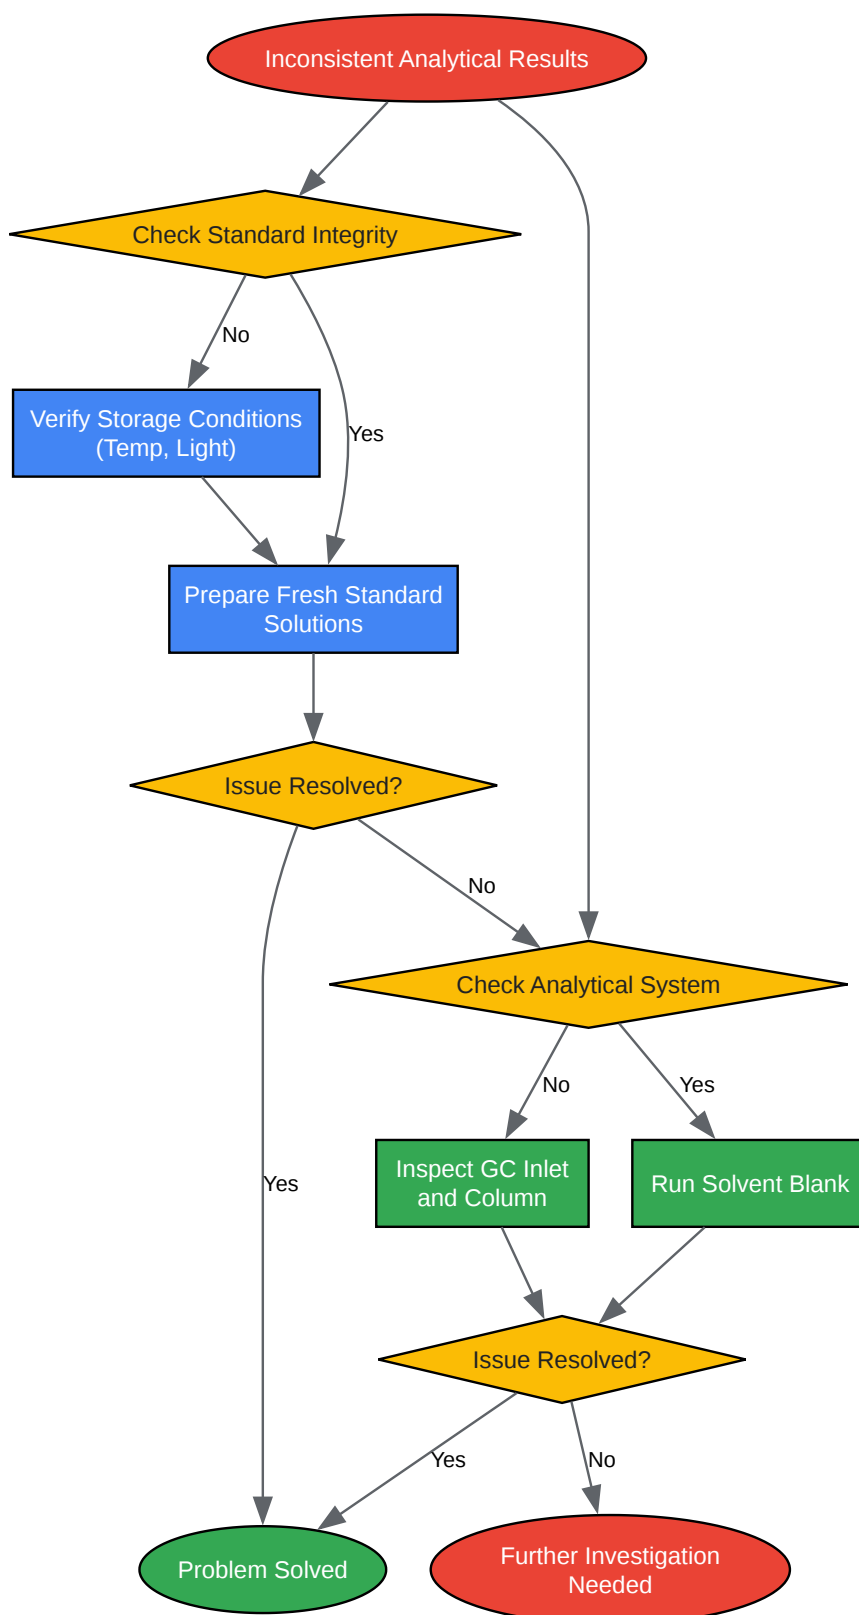 Inconsistent Analytical Results
Check Standard Integrity
No
Verify Storage Conditions
(Temp, Light)
Yes
Prepare Fresh Standard
Solutions
Issue Resolved?
No
Check Analytical System
No
Yes
Inspect GC Inlet
and Column
Run Solvent Blank
Yes
Issue Resolved?
Yes
No
Problem Solved
Further Investigation
Needed